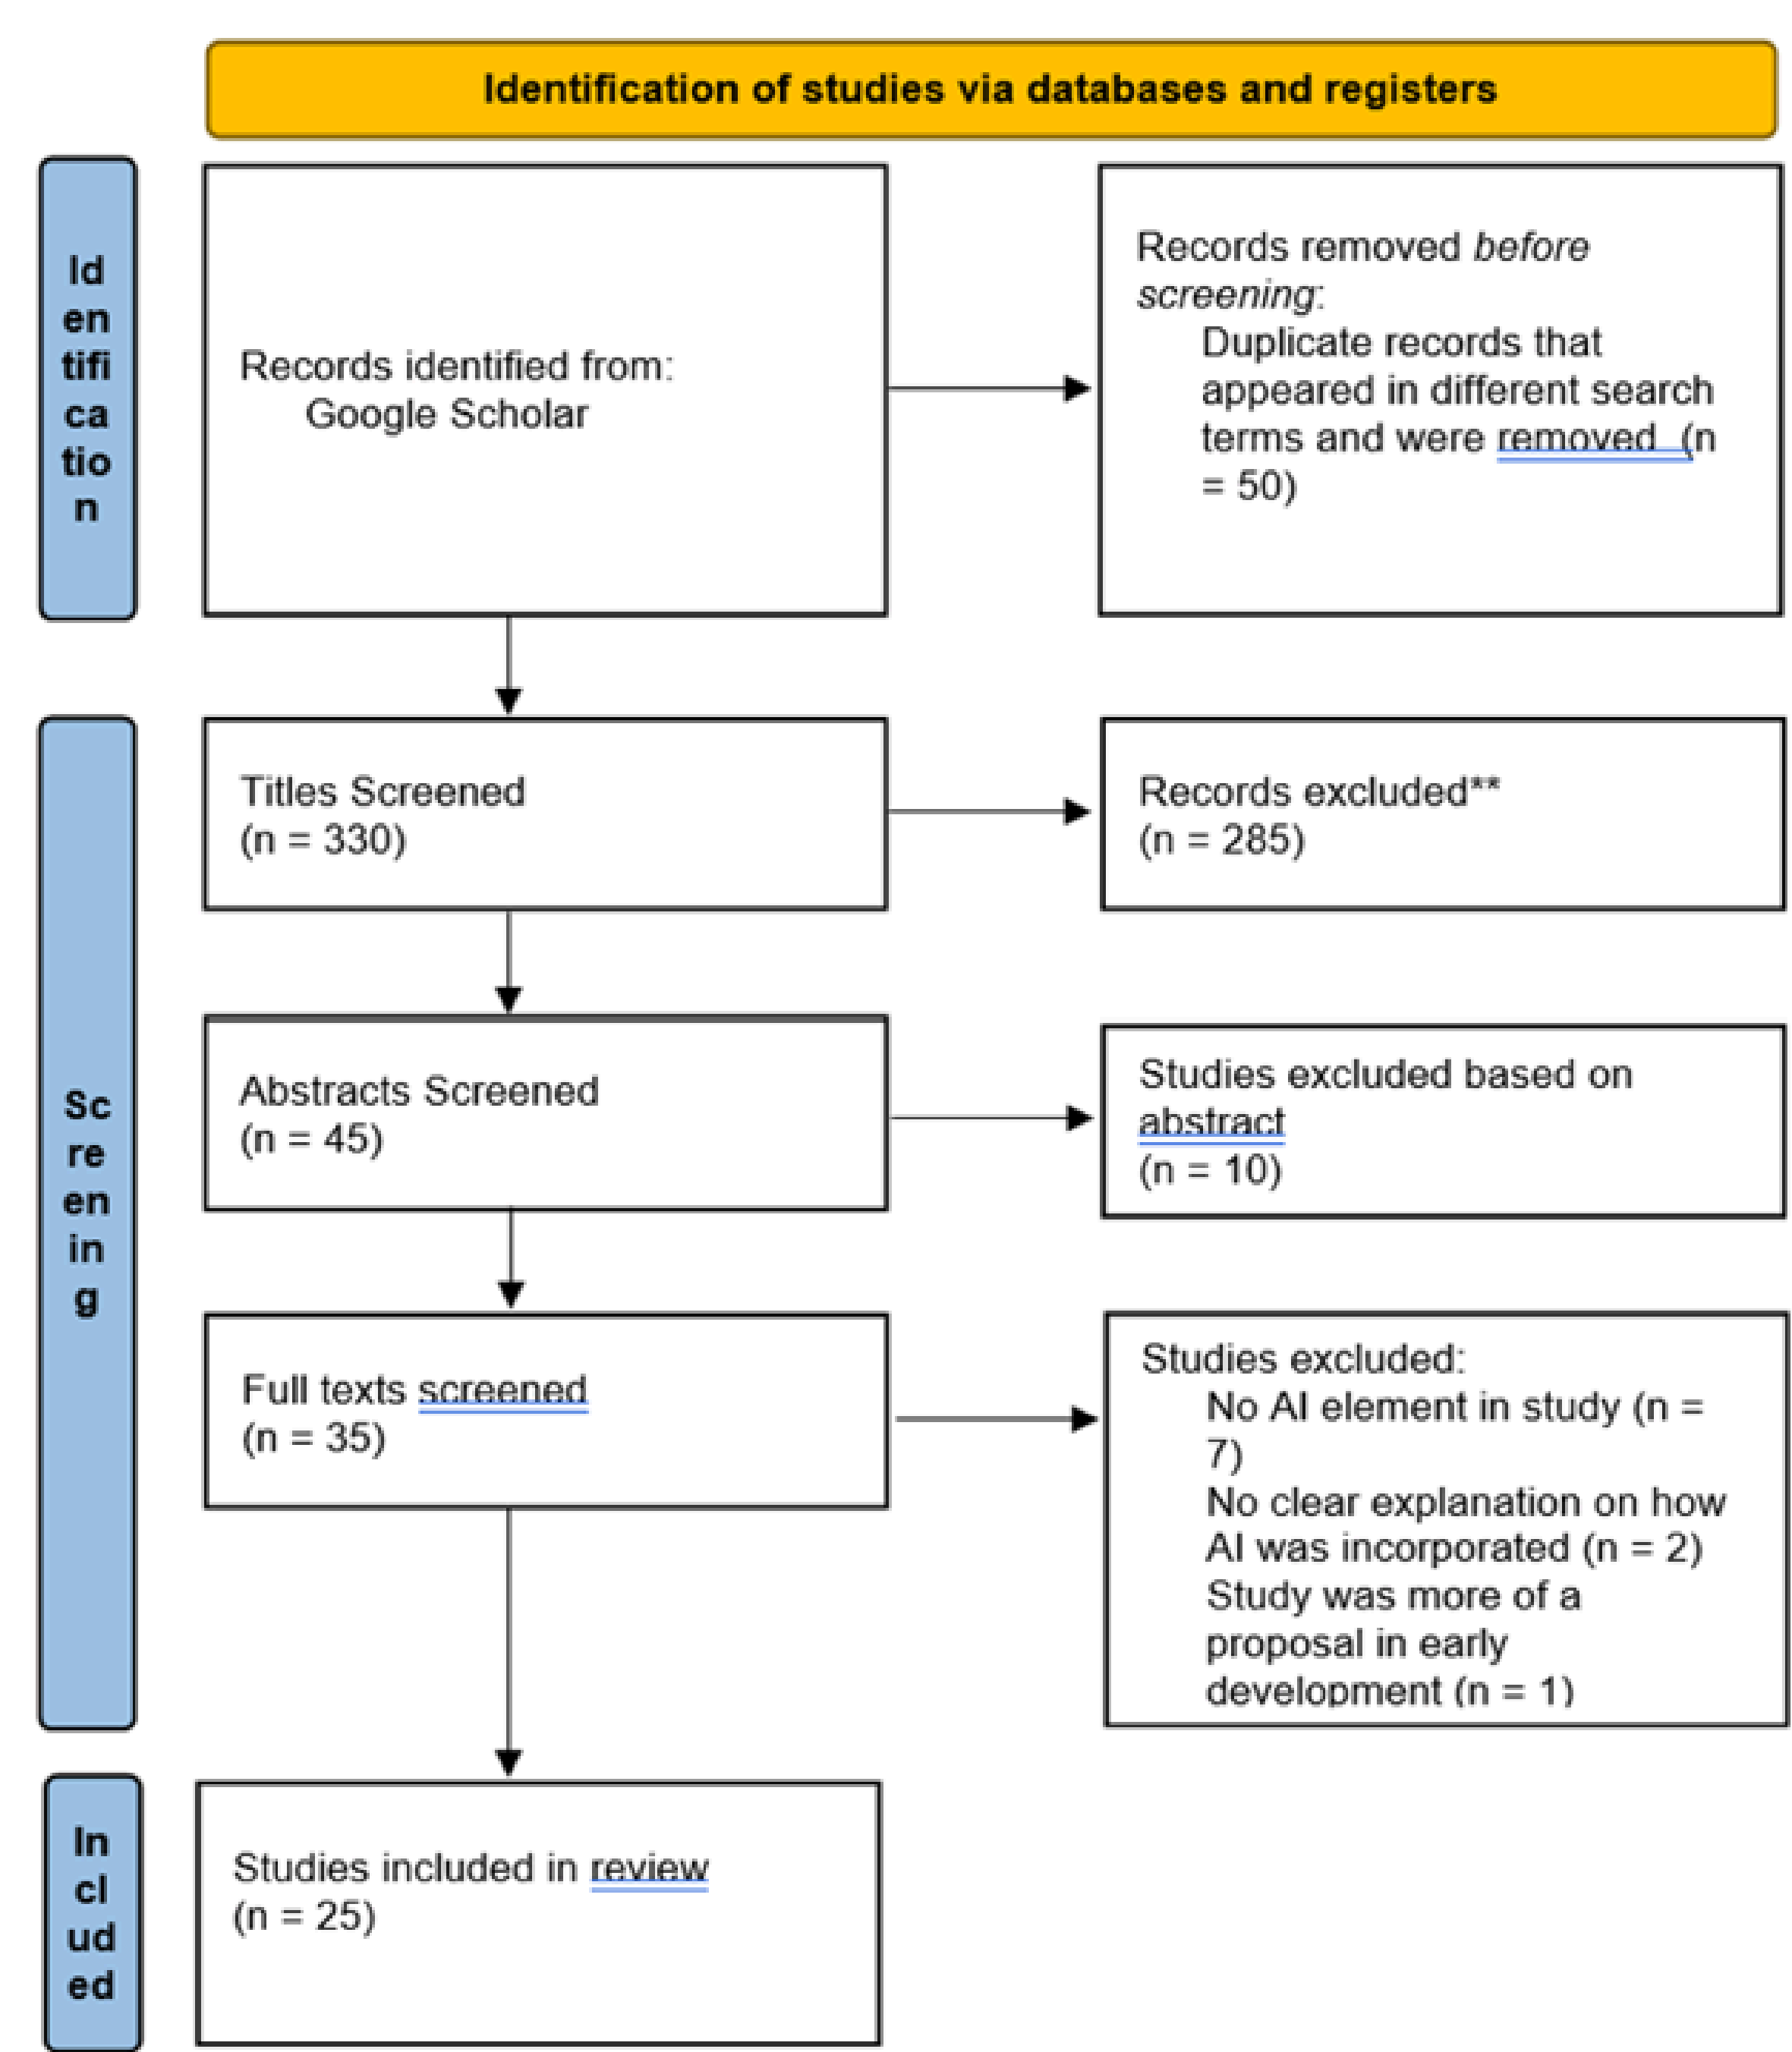 Identification of studies via databases and registers
Id
en
tifi
ca
tio
n
Records identified from:
Google Scholar
Records removed before
screening:
Duplicate records that
appeared in different search
terms and were removed (n
= 50)
Sc
re
en
in
g
Titles Screened
(n = 330)
Records excluded**
(n = 285)
Abstracts Screened
(n = 45)
Studies excluded based on
abstract
(n = 10)
Full texts screened
(n = 35)
Studies excluded:
No AI element in study (n =
7)
No clear explanation on how
AI was incorporated (n = 2)
Study was more of a
proposal in early
development (n = 1)
In
cl
ud
ed
Studies included in review
(n = 25)